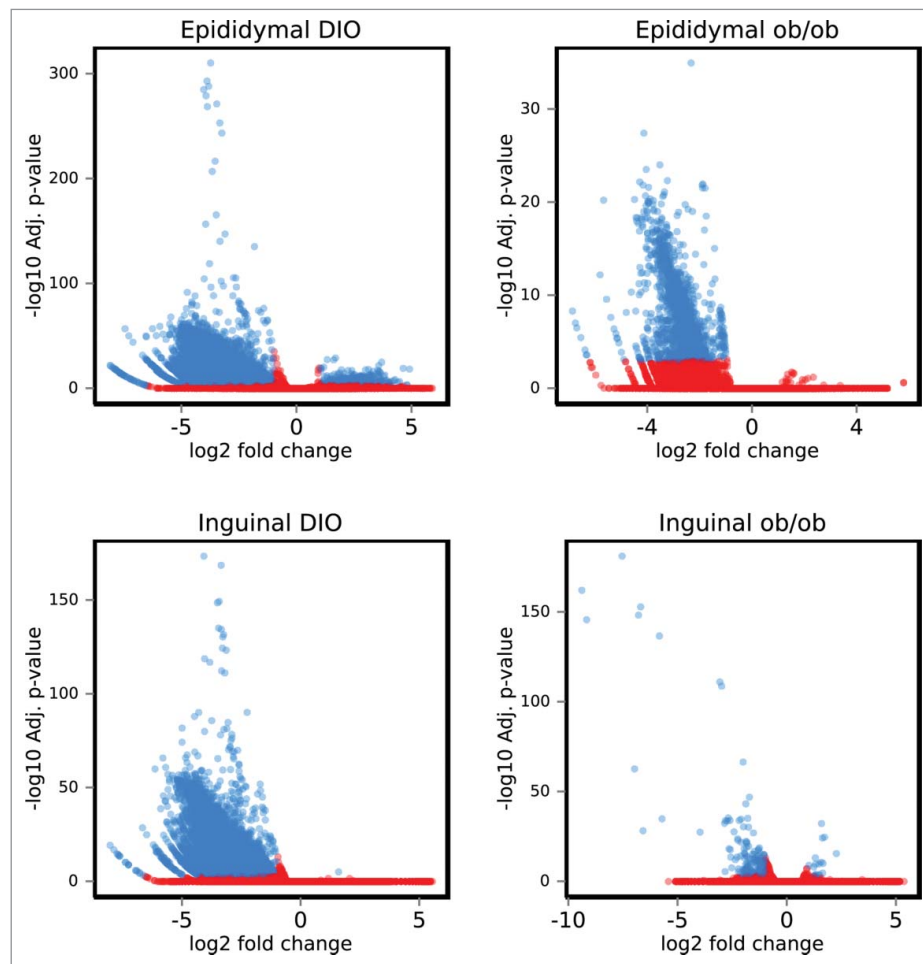 Epididymal DIO
300
200
100
0
-log10 Adj. p-value
-5
0
5
log2 fold change
Epididymal ob/ob
30
20
10
0
-log10 Adj. p-value
-4
0
4
log2 fold change
Inguinal DIO
150
100
50
0
-log10 Adj. p-value
-5
0
5
log2 fold change
Inguinal ob/ob
150
100
50
0
-log10 Adj. p-value
-10
-5
0
5
log2 fold change